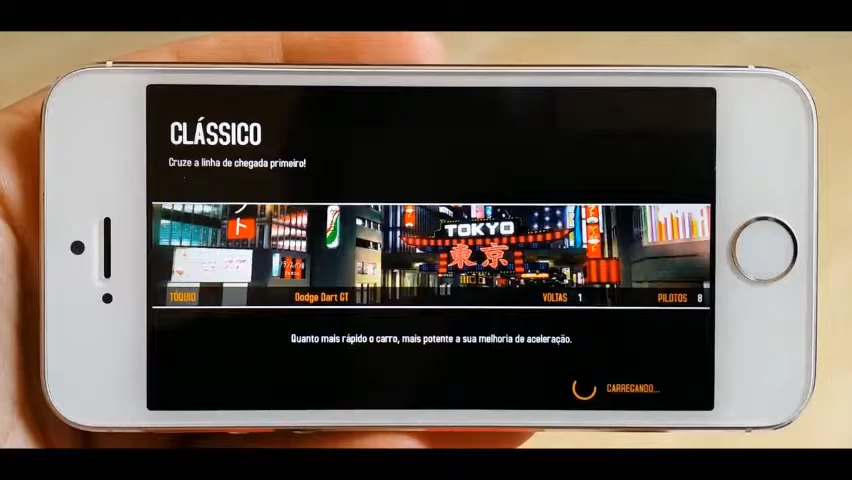 CLÁSSICO
Cruze a linha de chegada primeiro!
TOKYO
東京
TÓQUIO
Dodge Dart GT
VOLTAS 1
PILOTOS 8
Quanto mais rápido o carro, mais potente a sua melhoria de aceleração.
CARREGANDO...